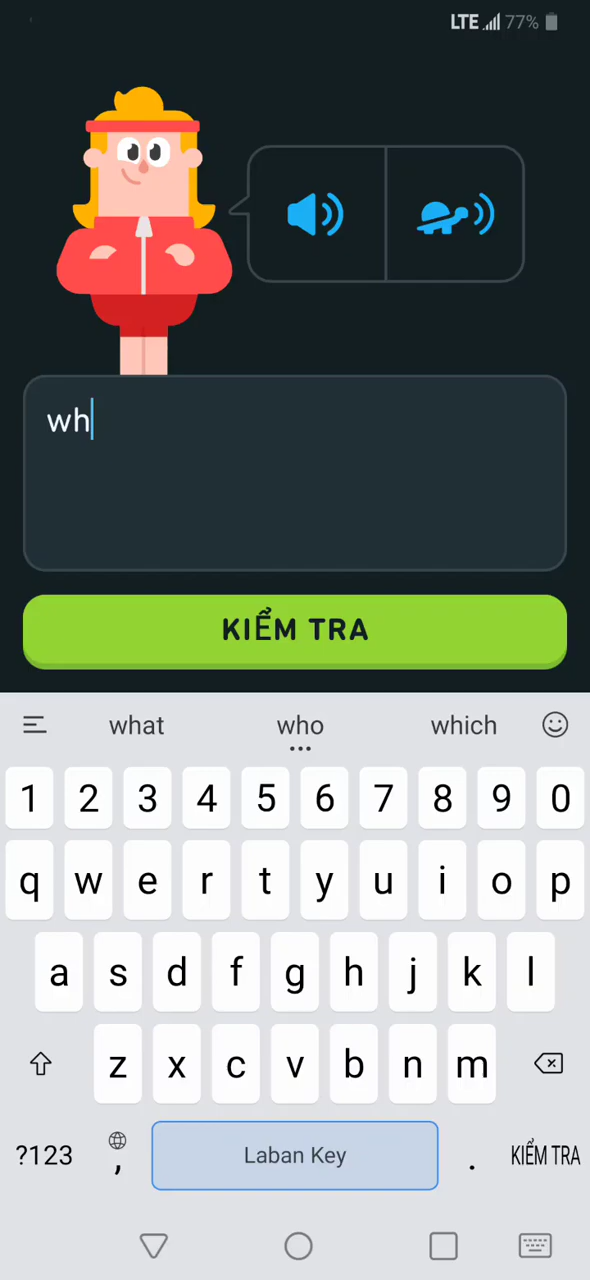 LTE 77%
wh
KIỂM TRA
what who which
1 2 3 4 5 6 7 8 9 0
q w e r t y u i o p
a s d f g h j k l
z x c v b n m
?123 , Laban Key . KIỂM TRA